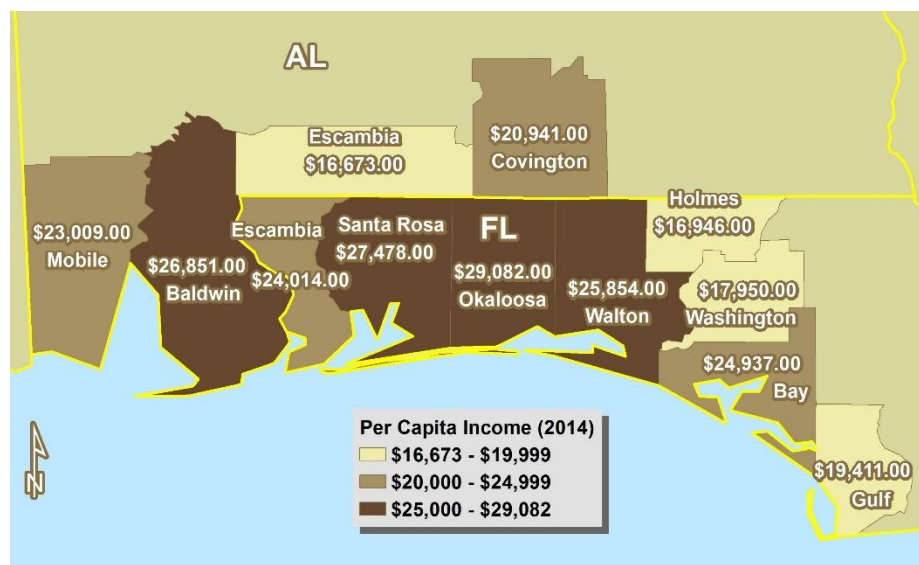 AL
Escambia
$16,673.00
$20,941.00
Covington
Holmes
$16,946.00
$23,009.00
Mobile
$26,851.00
Baldwin
Escambia
$24,014.00
Santa Rosa
$27,478.00
FL
$29,082.00
Okaloosa
$25,854.00
Walton
$17,950.00
Washington
$24,937.00
Bay
$19,411.00
Gulf
N
Per Capita Income (2014)
$16,673 - $19,999
$20,000 - $24,999
$25,000 - $29,082